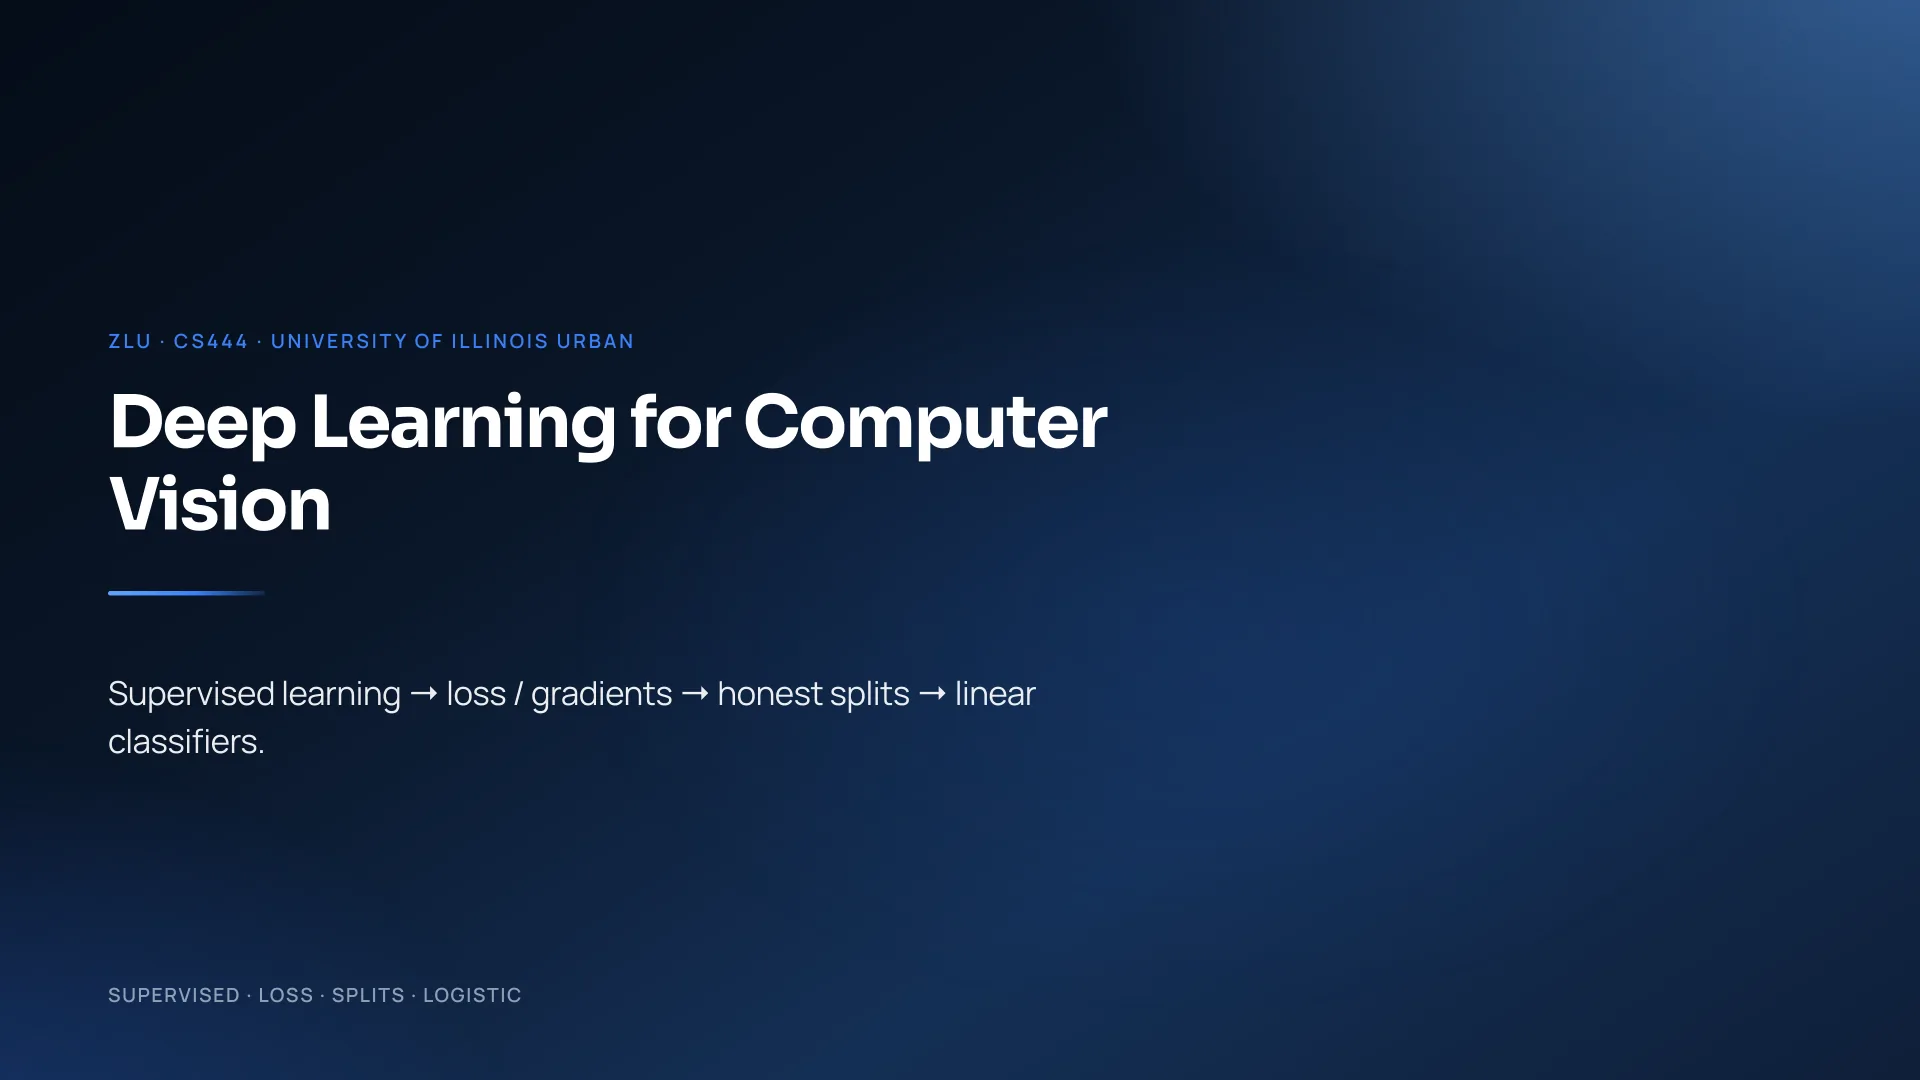 ZLU · CS444 · UNIVERSITY OF ILLINOIS URBAN
Deep Learning for Computer
Vision
Supervised learning → loss / gradients → honest splits → linear
classifiers.
SUPERVISED · LOSS · SPLITS · LOGISTIC